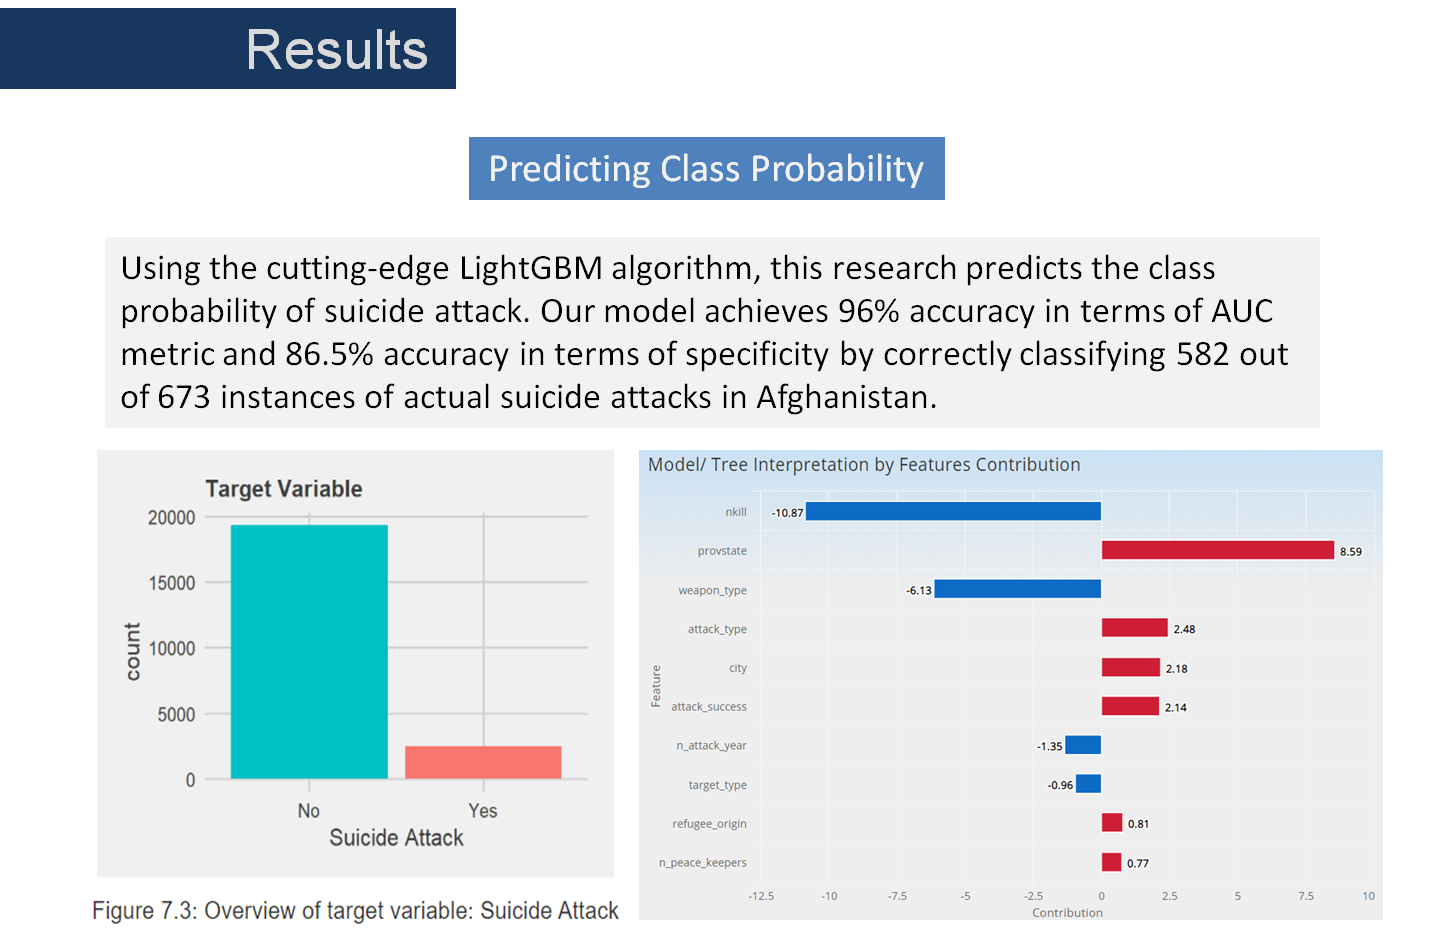 Results
Predicting Class Probability
Using the cutting-edge LightGBM algorithm, this research predicts the class
probability of suicide attack. Our model achieves 96% accuracy in terms of AUC
metric and 86.5% accuracy in terms of specificity by correctly classifying 582 out
of 673 instances of actual suicide attacks in Afghanistan.
Target Variable
20000
15000
10000
5000
0
count
No Yes
Suicide Attack
Figure 7.3: Overview of target variable: Suicide Attack
Model/ Tree Interpretation by Features Contribution
Feature
nkill -10.87
provstate 8.59
weapon_type -6.13
attack_type 2.48
city 2.18
attack_success 2.14
n_attack_year -1.35
target_type -0.96
refugee_origin 0.81
n_peace_keepers 0.77
-12.5 -10 -7.5 -5 -2.5 0 2.5 5 7.5 10
Contribution